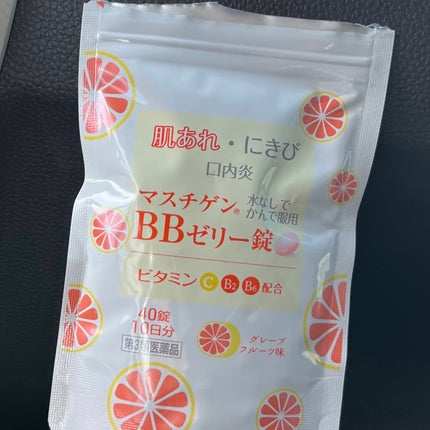 肌あれ・にきび
口内炎
マスチゲン® 水なしで
かんで服用
BBゼリー錠
ビタミン C B2 B6 配合
40錠
10日分
第3類医薬品
グレープ
フルーツ味